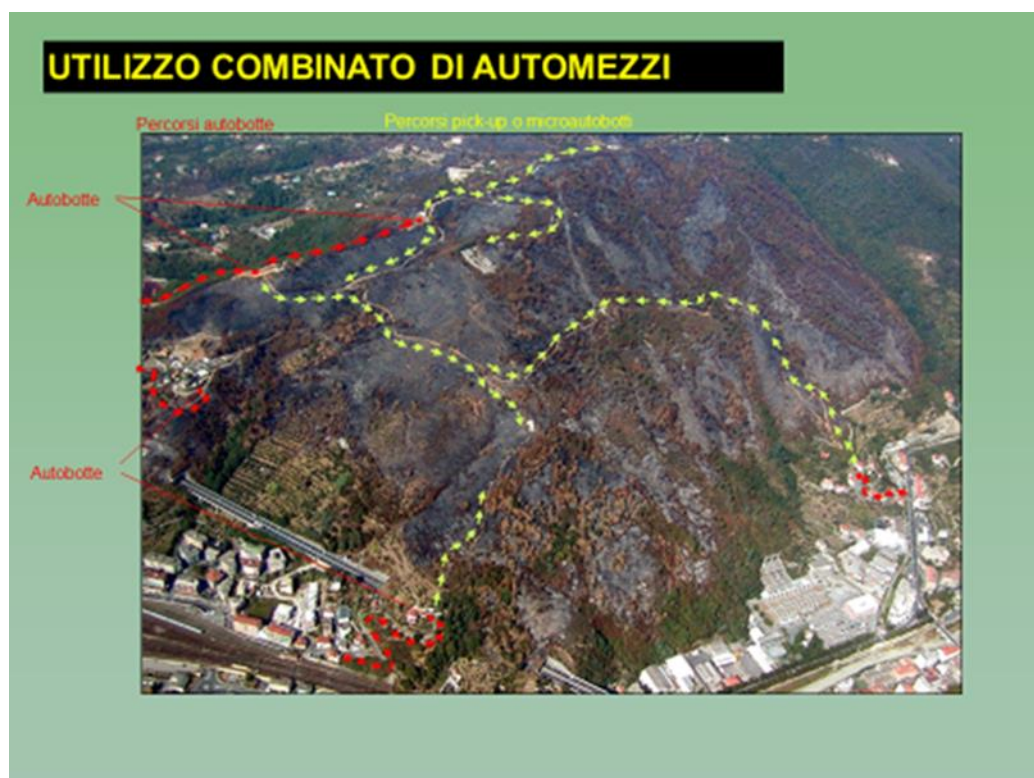 UTILIZZO COMBINATO DI AUTOMEZZI
Percorsi autobotte
Percorsi pick-up o microautobotti
Autobotte
Autobotte